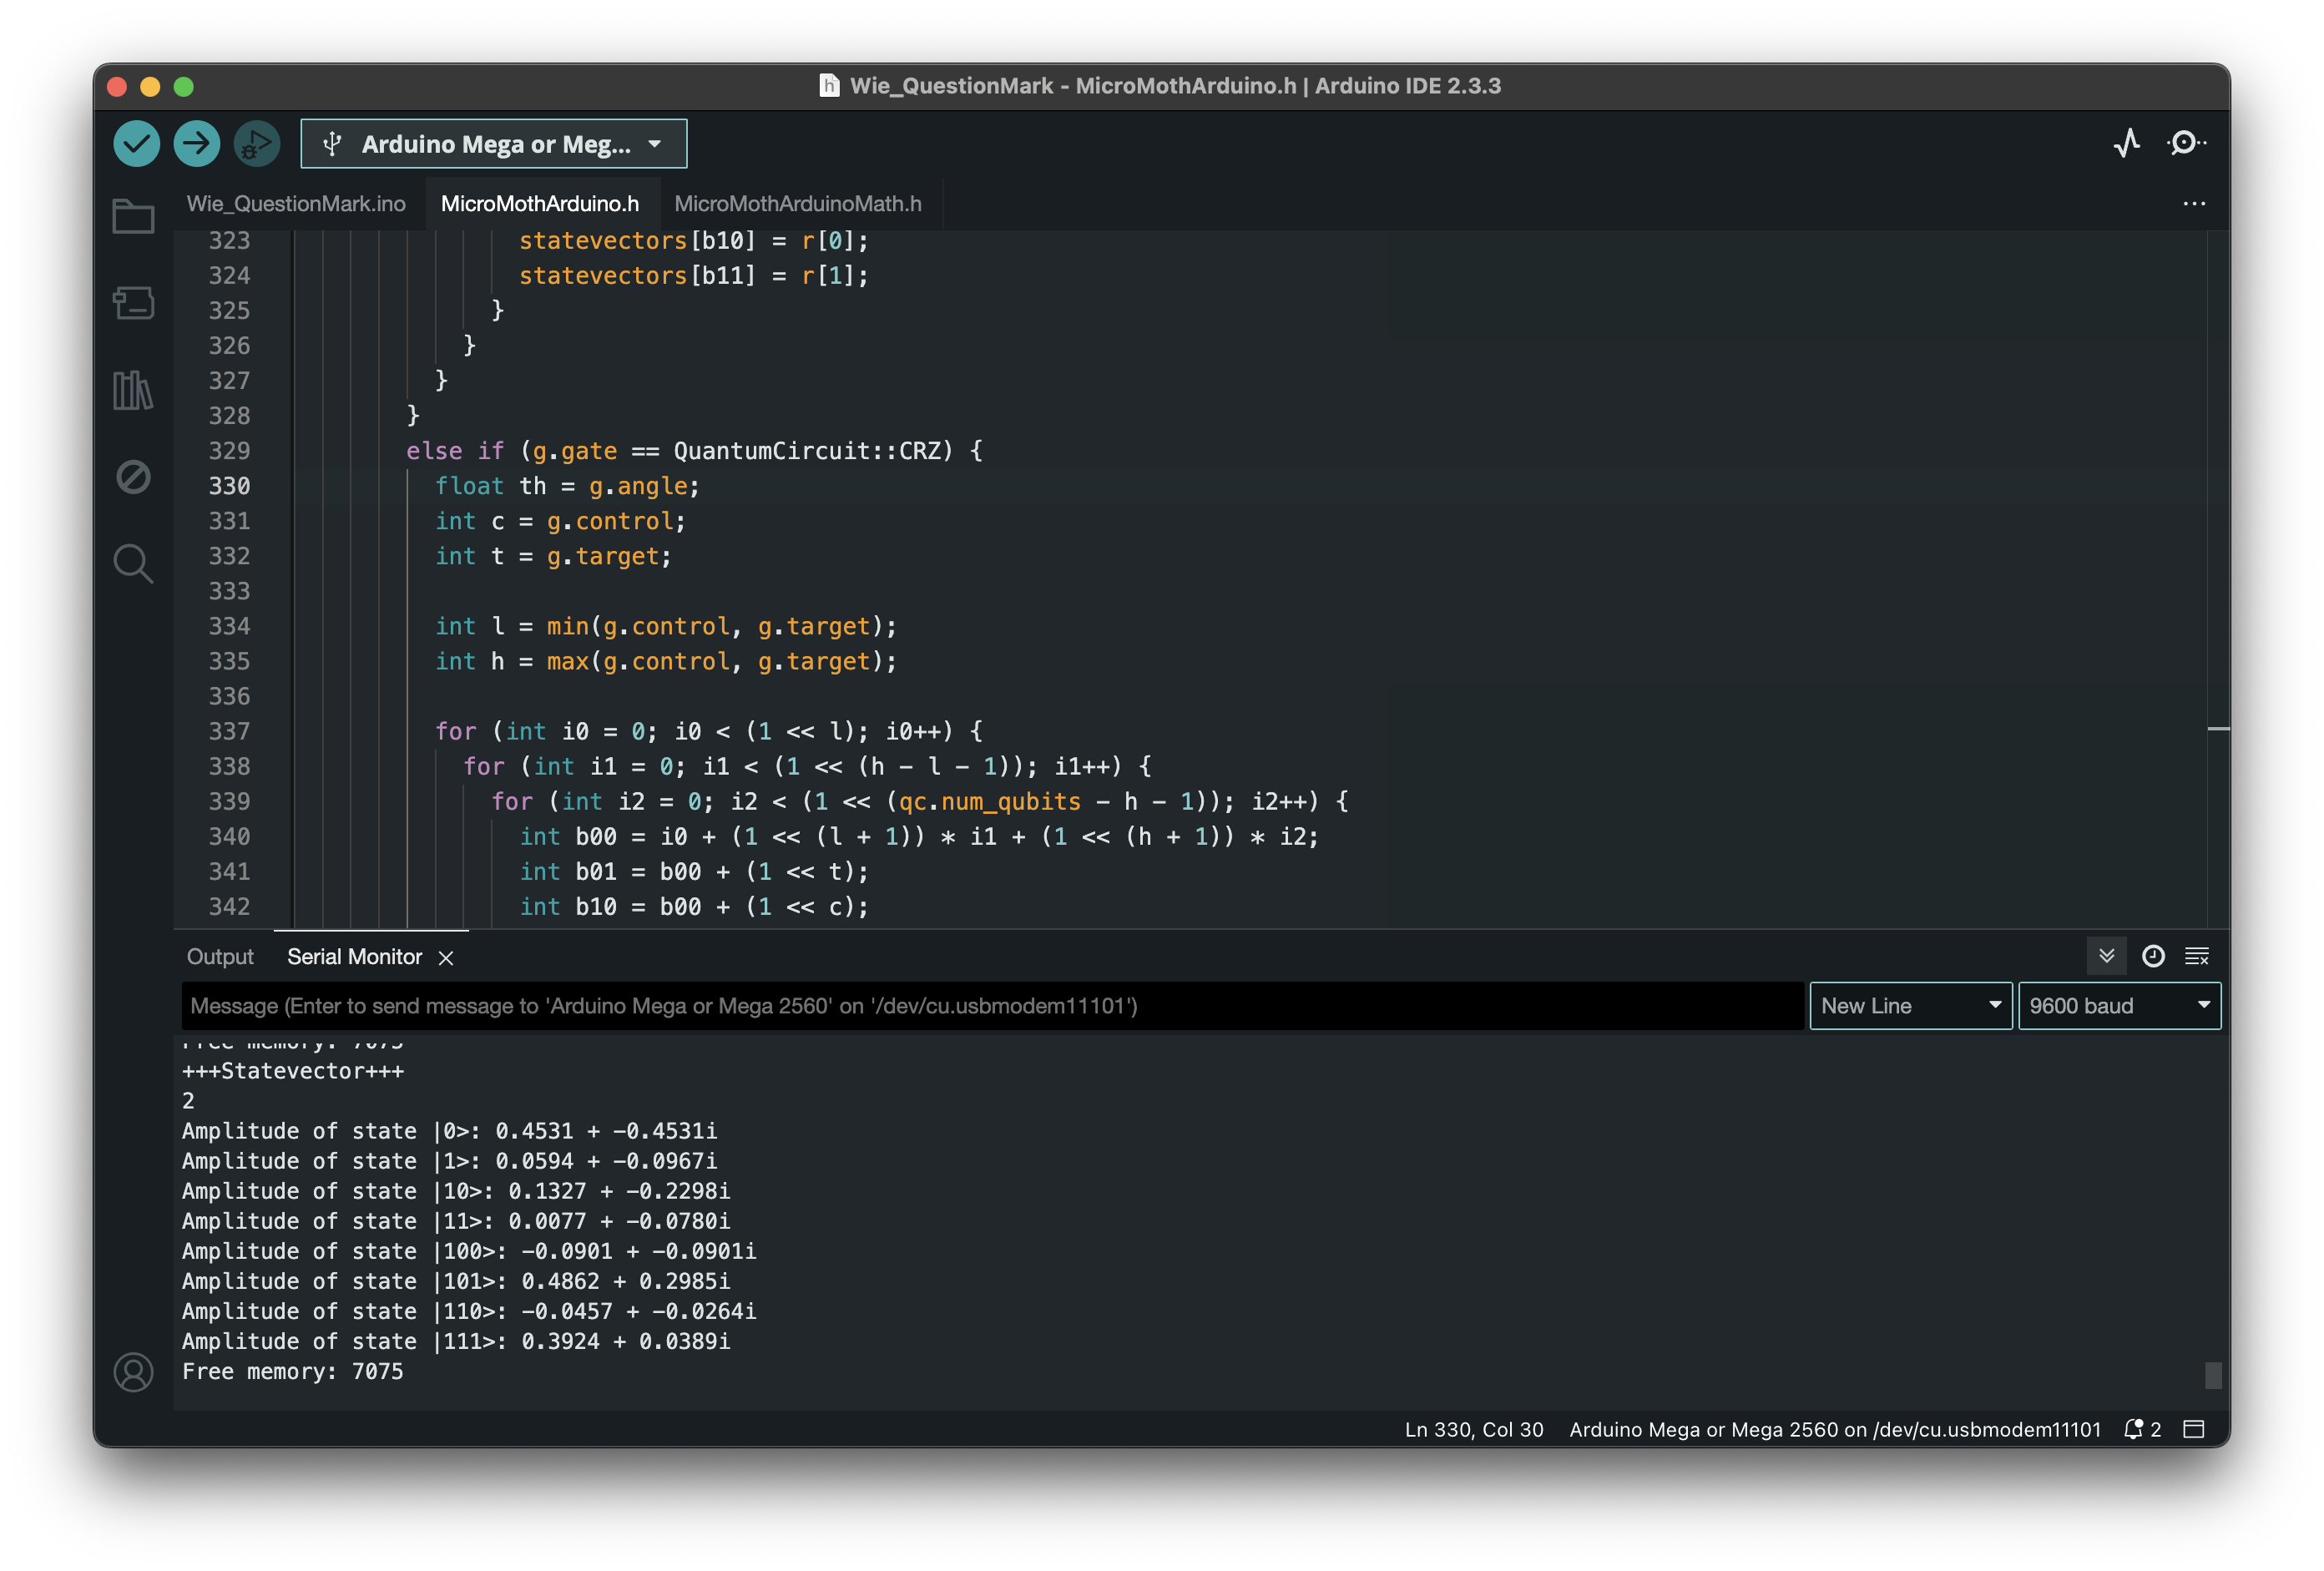 Wie_QuestionMark - MicroMothArduino.h | Arduino IDE 2.3.3
Arduino Mega or Meg...
Wie_QuestionMark.ino MicroMothArduino.h MicroMothArduinoMath.h
323 statevectors[b10] = r[0];
324 statevectors[b11] = r[1];
325 }
326 }
327 }
328 }
329 else if (g.gate == QuantumCircuit::CRZ) {
330 float th = g.angle;
331 int c = g.control;
332 int t = g.target;
333
334 int l = min(g.control, g.target);
335 int h = max(g.control, g.target);
336
337 for (int i0 = 0; i0 < (1 << l); i0++) {
338 for (int i1 = 0; i1 < (1 << (h - l - 1)); i1++) {
339 for (int i2 = 0; i2 < (1 << (qc.num_qubits - h - 1)); i2++) {
340 int b00 = i0 + (1 << (l + 1)) * i1 + (1 << (h + 1)) * i2;
341 int b01 = b00 + (1 << t);
342 int b10 = b00 + (1 << c);
Output Serial Monitor
Message (Enter to send message to 'Arduino Mega or Mega 2560' on '/dev/cu.usbmodem11101') New Line 9600 baud
Free memory: 7075
+++Statevector+++
2
Amplitude of state |0>: 0.4531 + -0.4531i
Amplitude of state |1>: 0.0594 + -0.0967i
Amplitude of state |10>: 0.1327 + -0.2298i
Amplitude of state |11>: 0.0077 + -0.0780i
Amplitude of state |100>: -0.0901 + -0.0901i
Amplitude of state |101>: 0.4862 + 0.2985i
Amplitude of state |110>: -0.0457 + -0.0264i
Amplitude of state |111>: 0.3924 + 0.0389i
Free memory: 7075
Ln 330, Col 30 Arduino Mega or Mega 2560 on /dev/cu.usbmodem11101 2